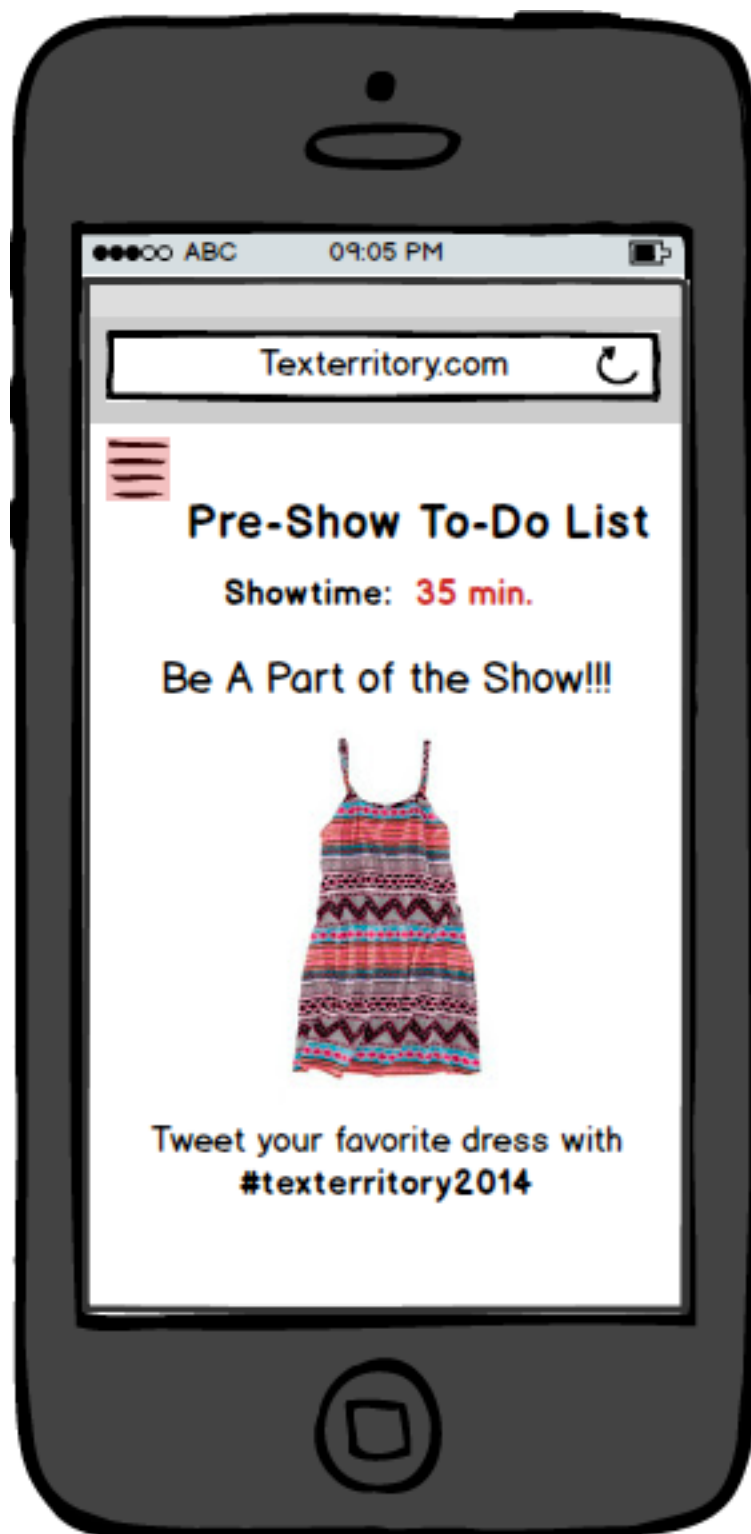 ABC 09:05 PM
Texterritory.com
Pre-Show To-Do List
Showtime: 35 min.
Be A Part of the Show!!!
Tweet your favorite dress with
#texterritory2014